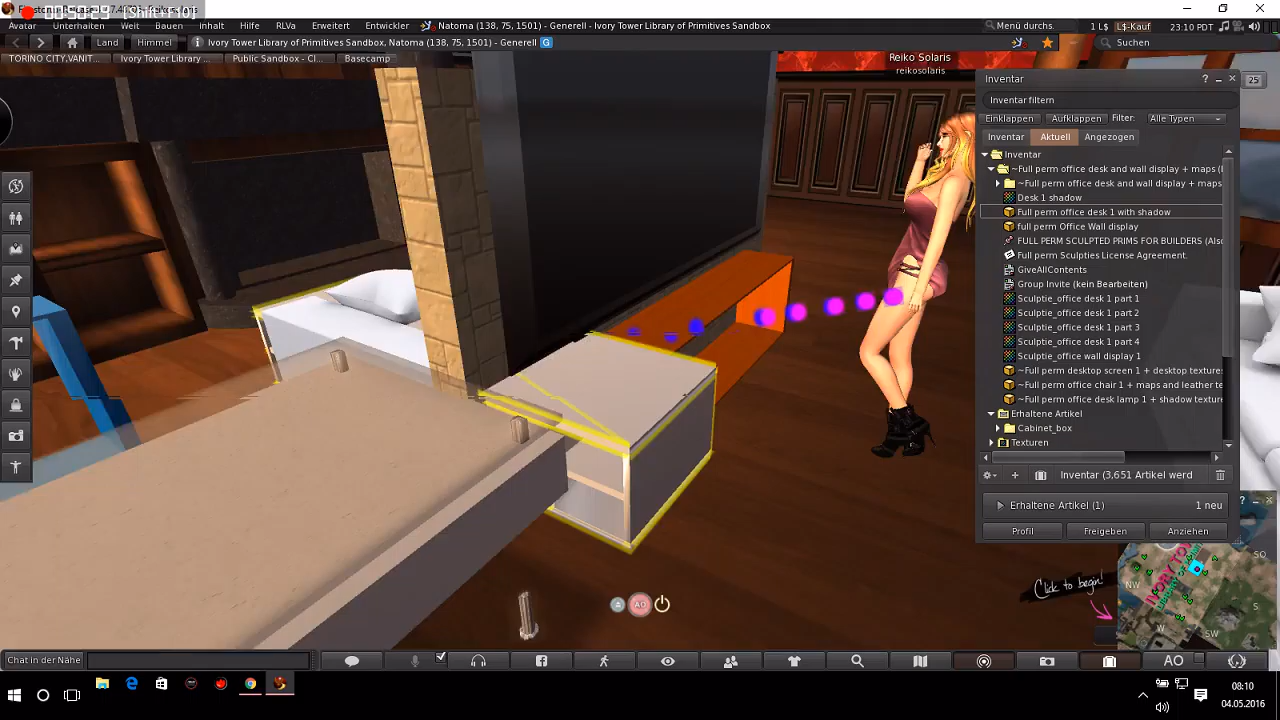 Unterhalten
Welt
Bauen
Inhalt
Hilfe
RLVa
Erweitert
Entwickler
Natoma (138, 75, 1501) - Generell - Ivory Tower Library of Primitives Sandbox
Menü durchs.
1 L$
L$-Kauf
23:10 PDT
Land
Himmel
Ivory Tower Library of Primitives Sandbox, Natoma (138, 75, 1501) - Generell
G
Suchen
TORINO CITY.VANIT...
Ivory Tower Library ...
Public Sandbox - Cl...
Basecamp
Reiko Solaris
reikosolaris
Inventar
25
Inventar filtern
Einklappen
Aufklappen
Filter:
Alle Typen
Inventar
Aktuell
Angezogen
Inventar
~Full perm office desk and wall display + maps (
~Full perm office desk and wall display + maps
Desk 1 shadow
Full perm office desk 1 with shadow
full perm Office Wall display
FULL PERM SCULPTED PRIMS FOR BUILDERS (Also
Full perm Sculpties License Agreement.
GiveAllContents
Group Invite (kein Bearbeiten)
Sculptie_office desk 1 part 1
Sculptie_office desk 1 part 2
Sculptie_office desk 1 part 3
Sculptie_office desk 1 part 4
Sculptie_office wall display 1
~Full perm desktop screen 1 + desktop textures
~Full perm office chair 1 + maps and leather te
~Full perm office desk lamp 1 + shadow texture
Erhaltene Artikel
Cabinet_box
Texturen
Inventar (3,651 Artikel werd
Erhaltene Artikel (1)
1 neu
Profil
Freigeben
Anziehen
Click to begin!
SO
NW
S
W
SW
AO
Chat in der Nähe
AO
08:10
04.05.2016